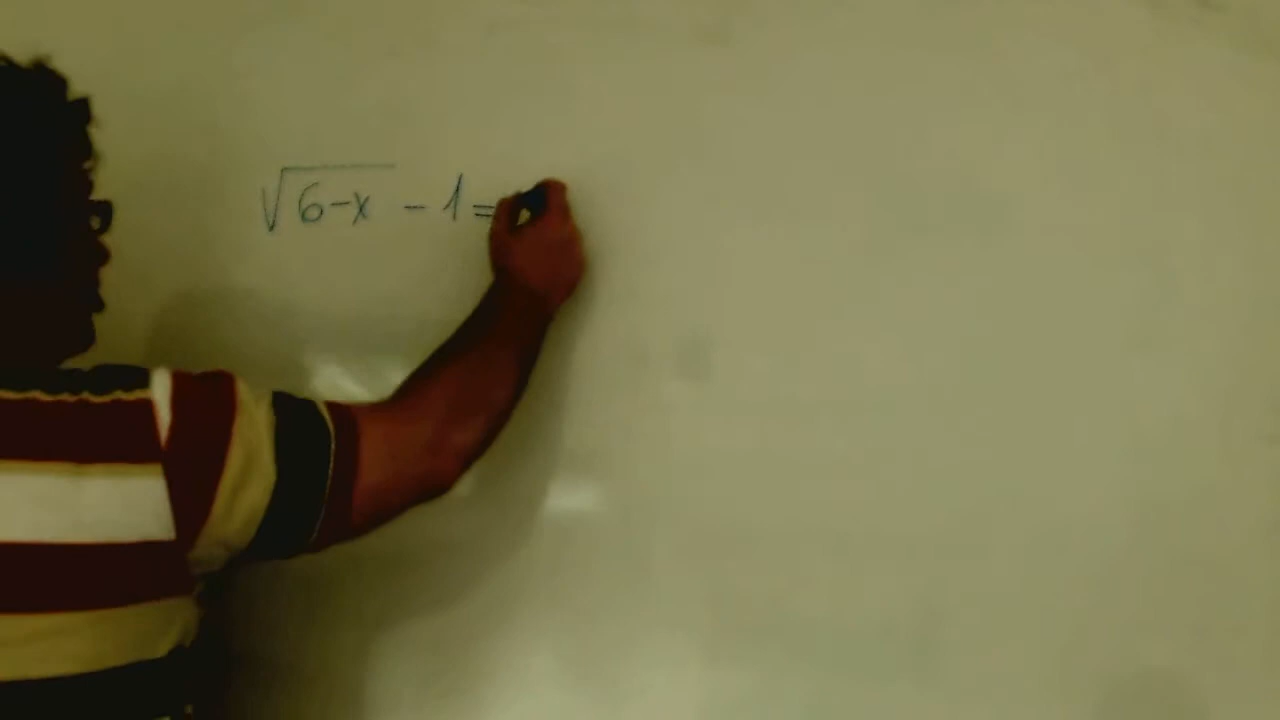 √6-x - 1 =